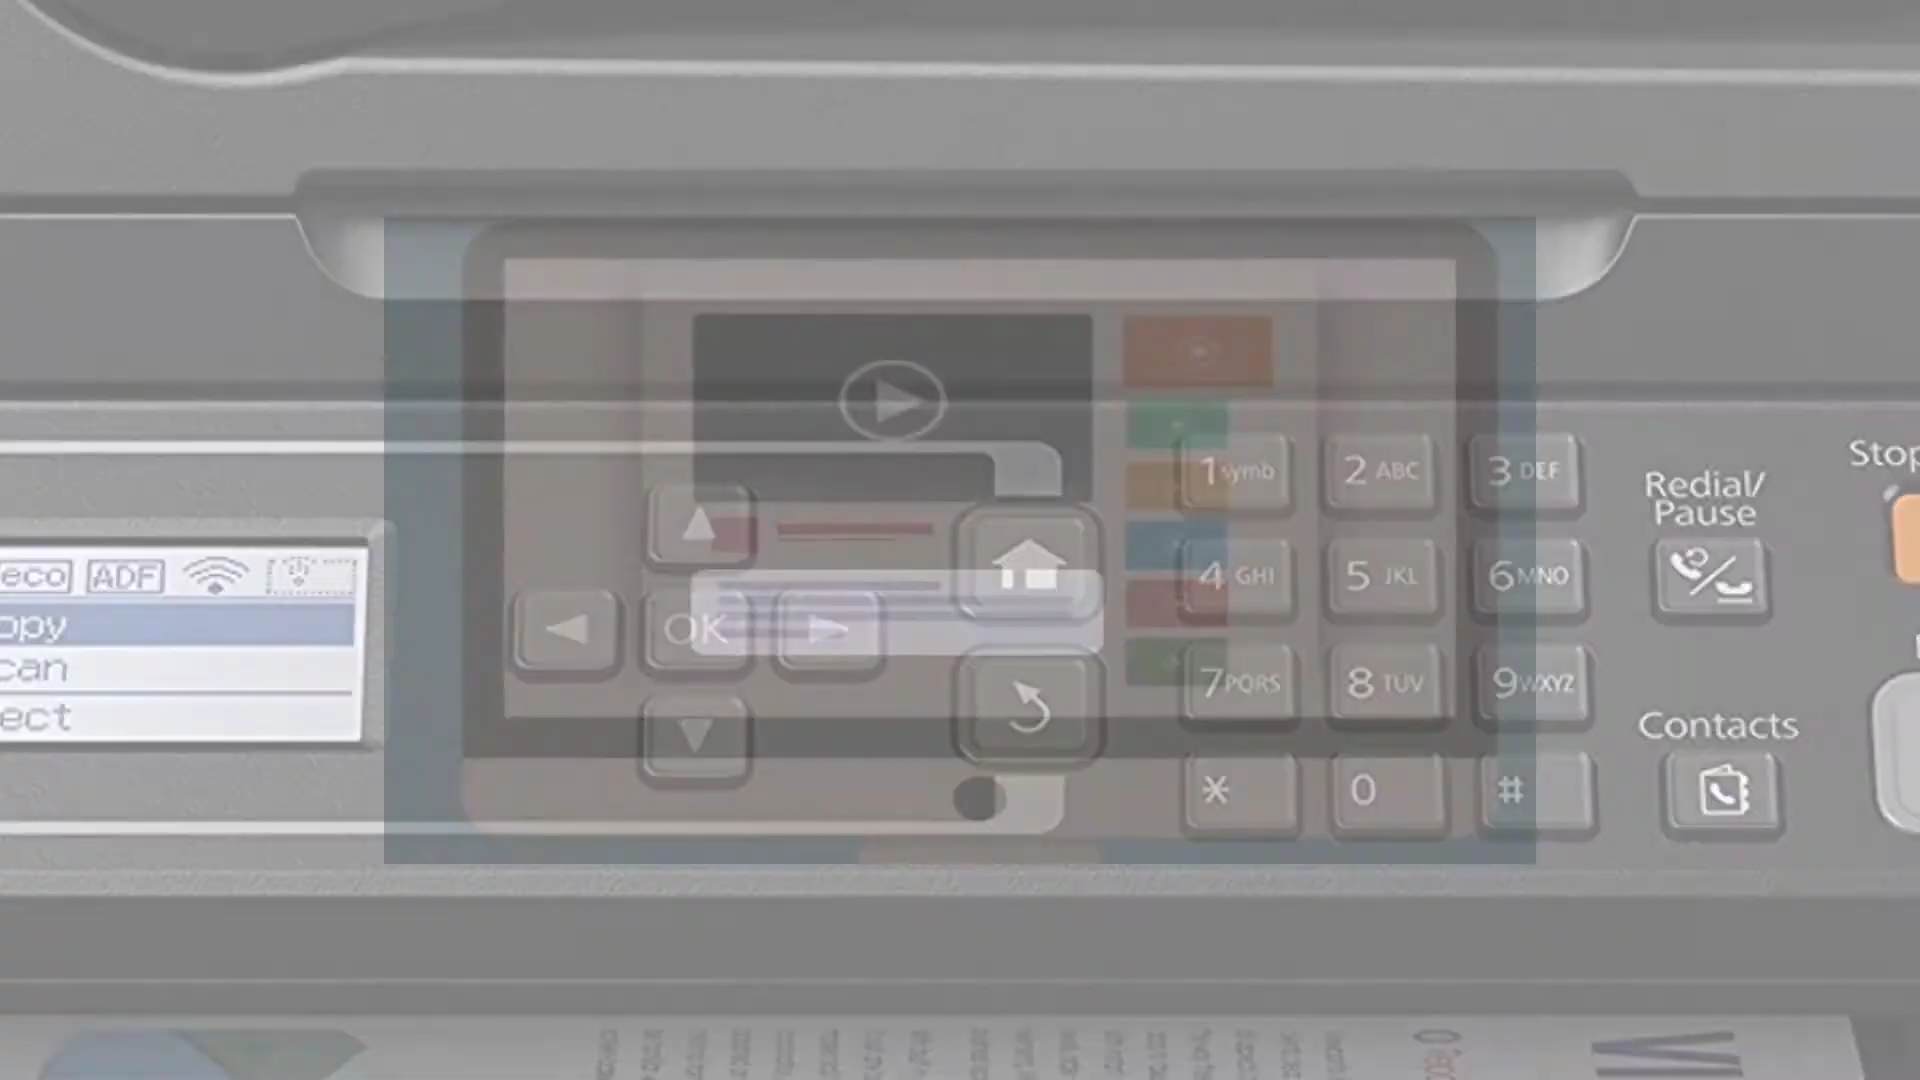 eco ADF
opy
can
ect
OK
1 symb 2 ABC 3 DEF
4 GHI 5 JKL 6 MNO
7 PQRS 8 TUV 9 WXYZ
* 0 #
Redial/
Pause
Contacts
Stop